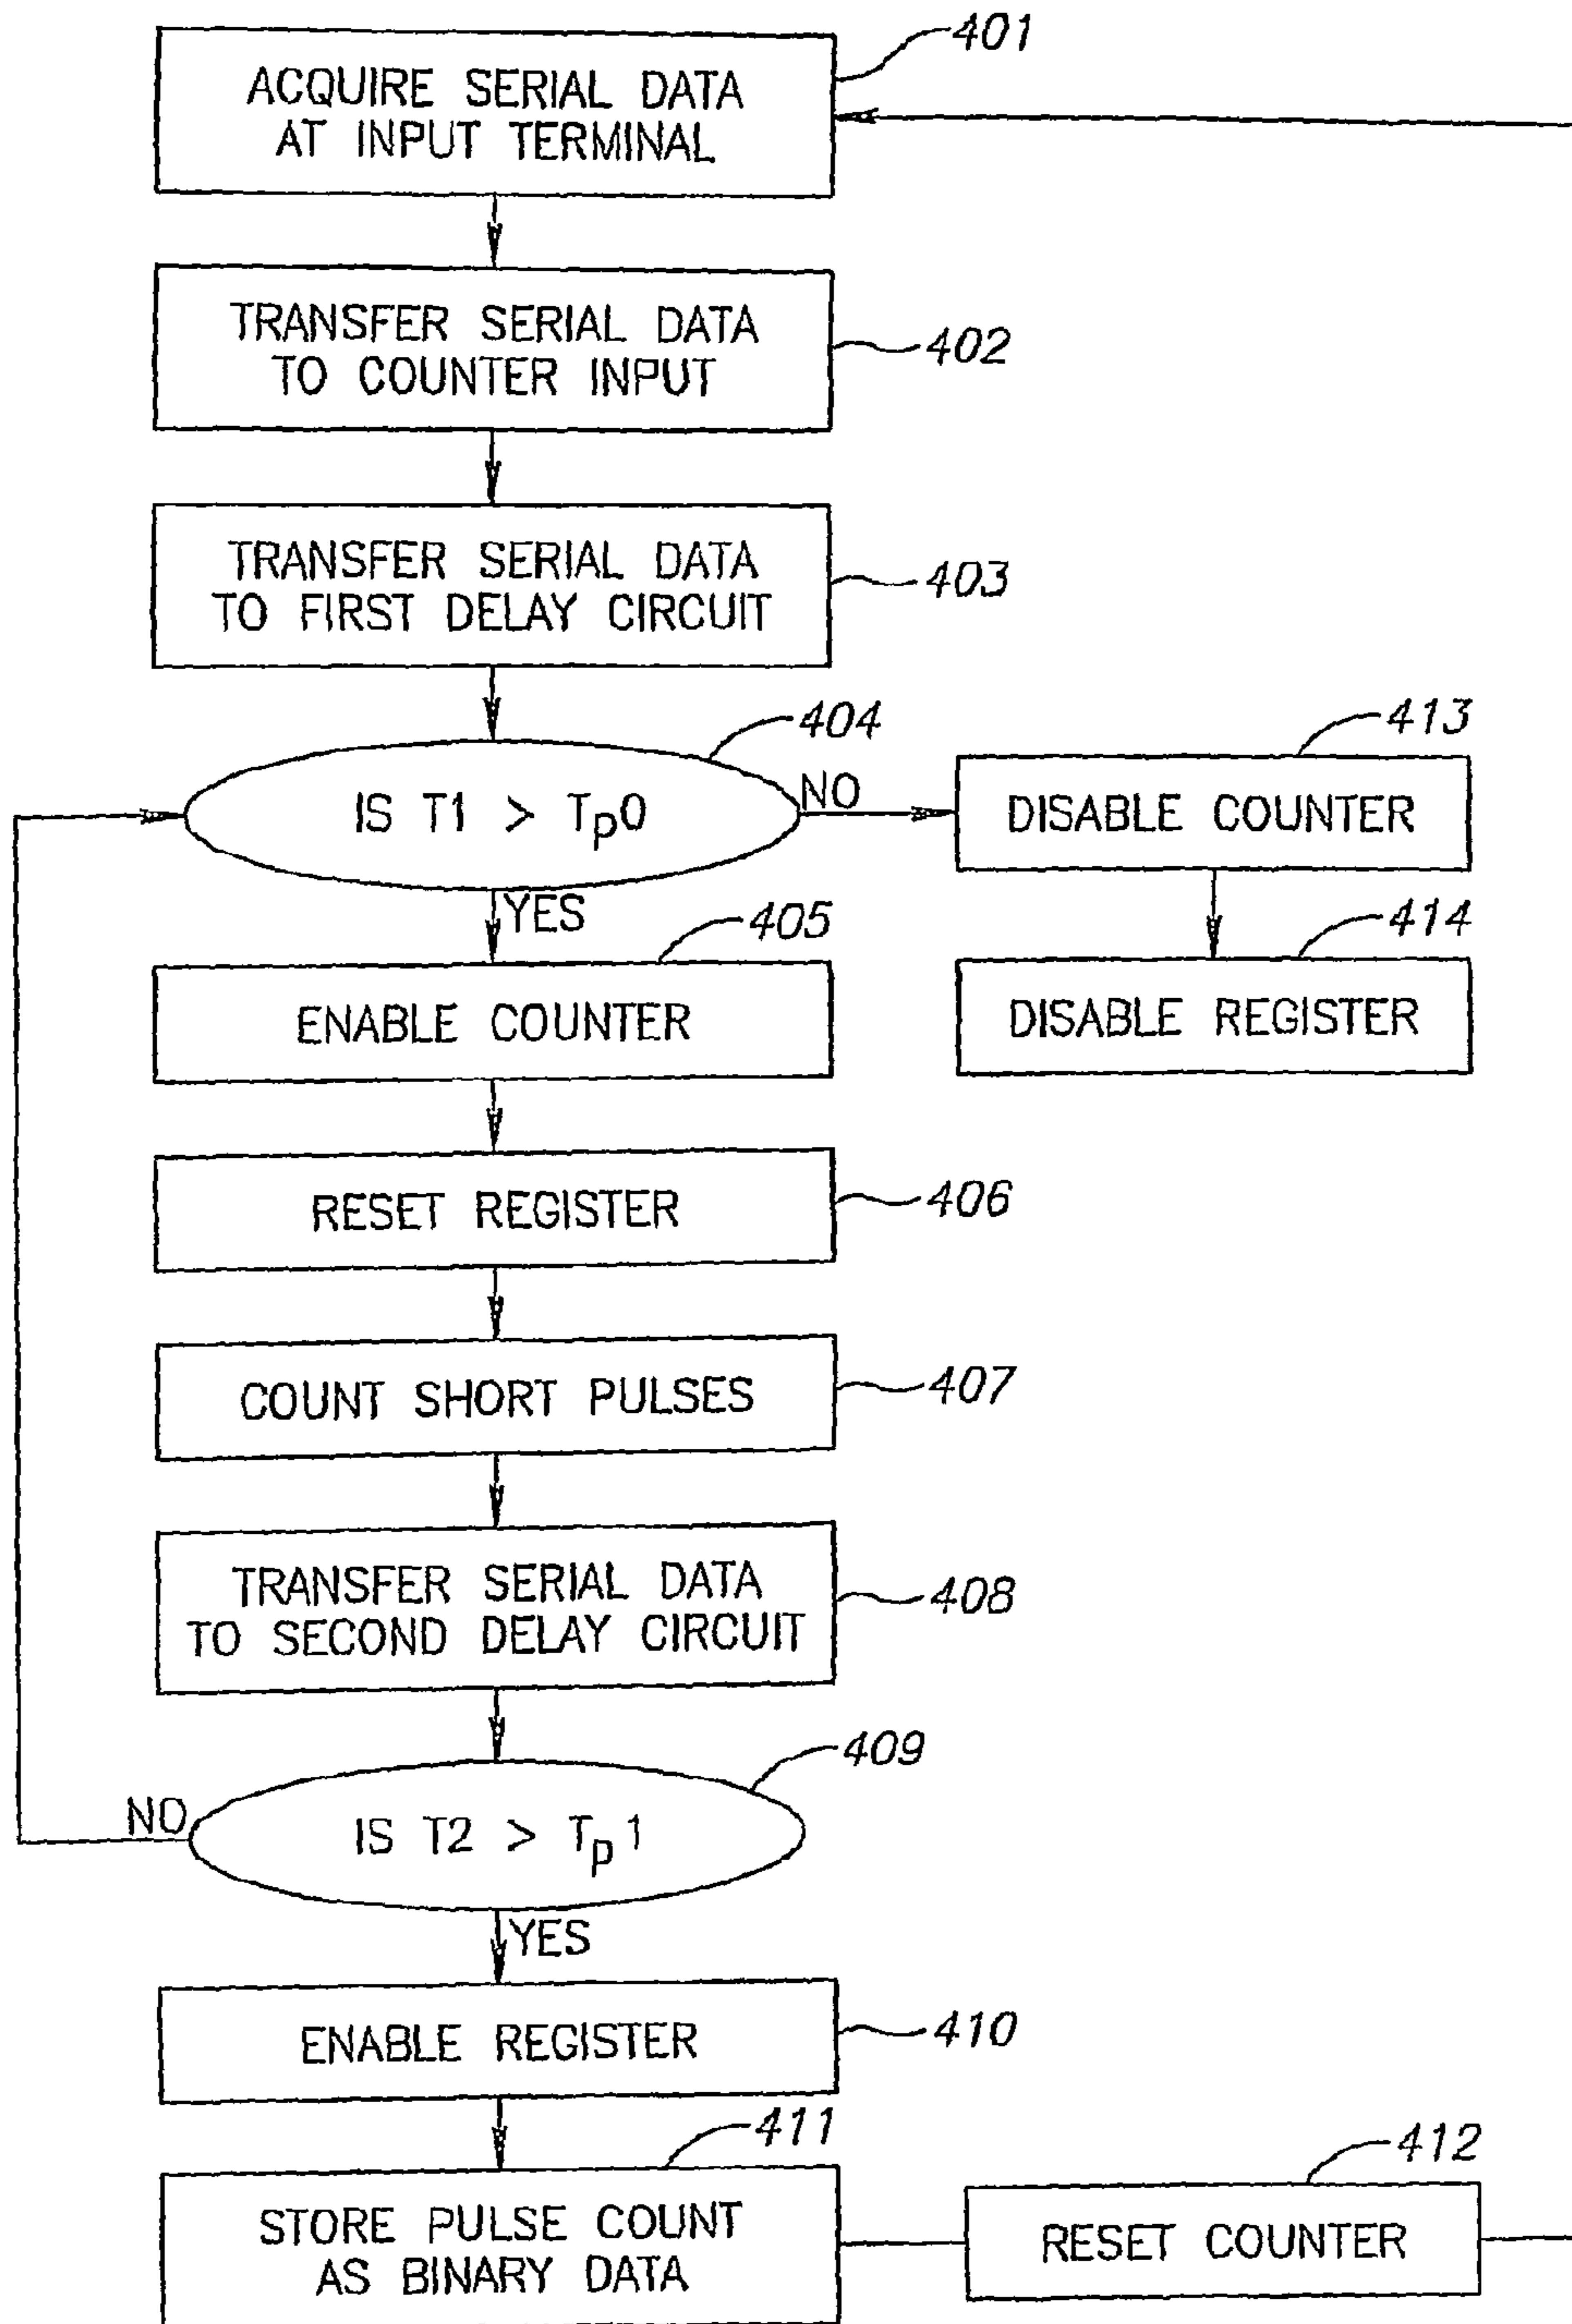 401
ACQUIRE SERIAL DATA
AT INPUT TERMINAL
TRANSFER SERIAL DATA
TO COUNTER INPUT
402
TRANSFER SERIAL DATA
TO FIRST DELAY CIRCUIT
403
404
IS T1 > Tp0
NO
413
DISABLE COUNTER
YES
405
414
ENABLE COUNTER
DISABLE REGISTER
RESET REGISTER
406
COUNT SHORT PULSES
407
TRANSFER SERIAL DATA
TO SECOND DELAY CIRCUIT
408
409
NO
IS T2 > Tp1
YES
ENABLE REGISTER
410
411
412
STORE PULSE COUNT
AS BINARY DATA
RESET COUNTER